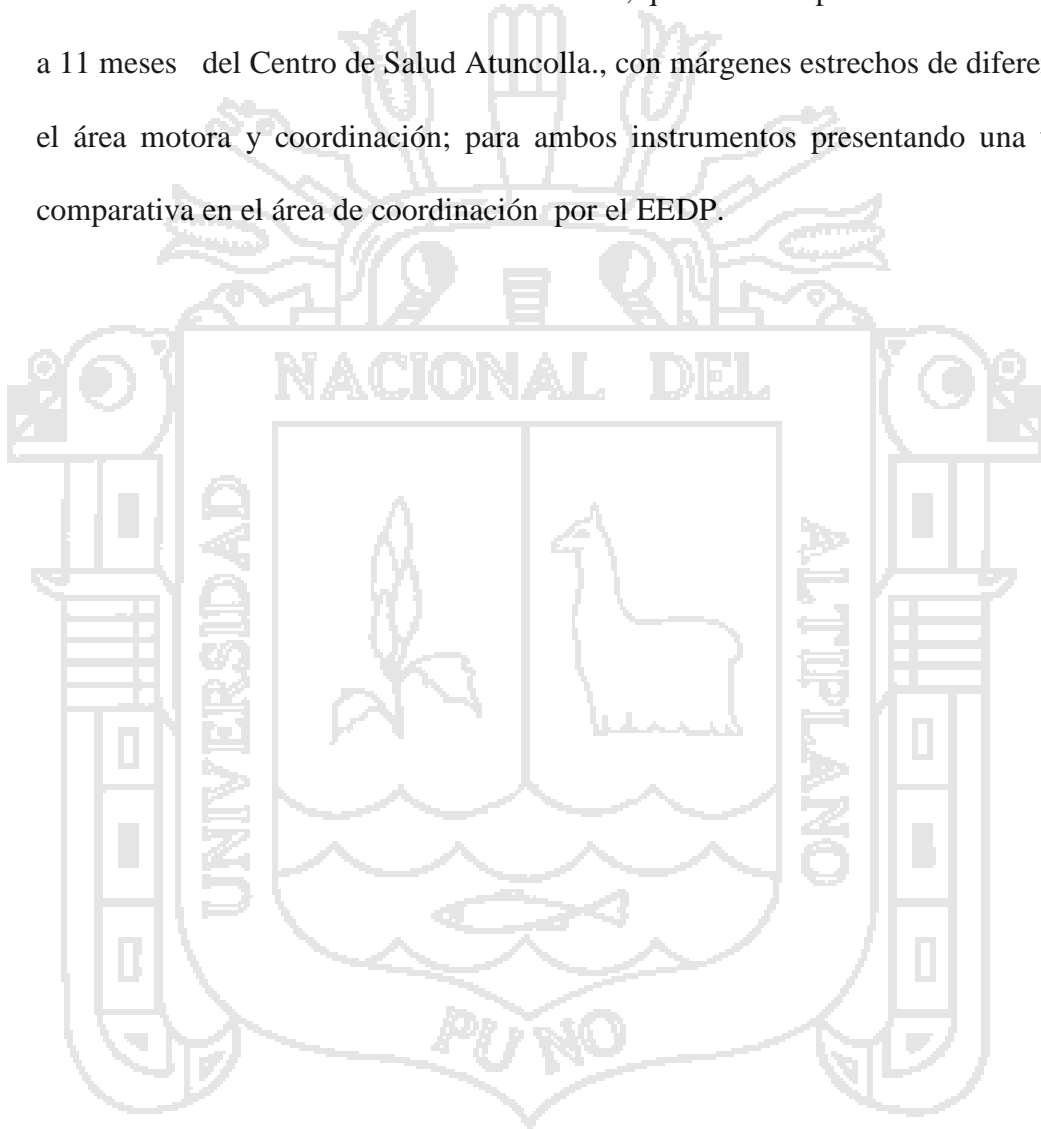 a 11 meses del Centro de Salud Atuncolla., con márgenes estrechos de
el área motora y coordinación; para ambos instrumentos presentando una
comparativa en el área de coordinación por el EEDP.
NACIONAL DEL
UNIVERSIDAD
ALTIPLANO
PUNO